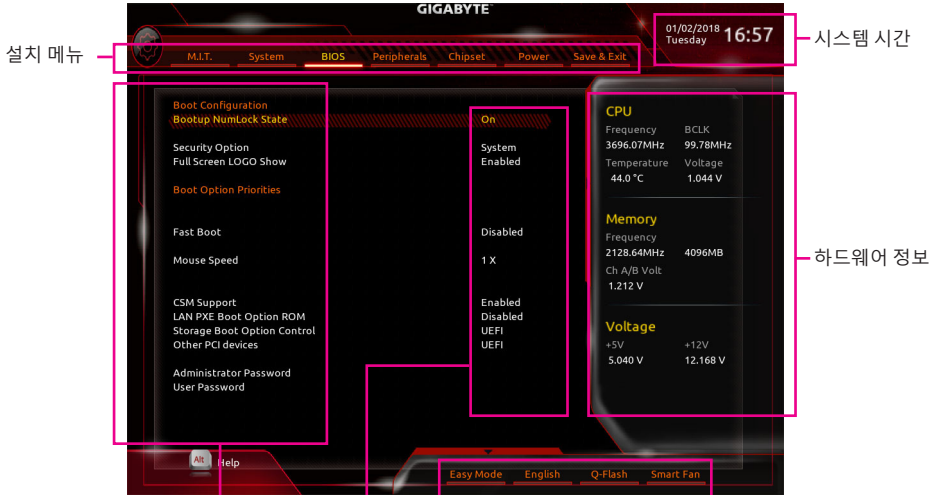 GIGABYTE™
01/02/2018
Tuesday
16:57
시스템 시간
설치 메뉴
M.I.T. System BIOS Peripherals Chipset Power Save & Exit
Boot Configuration
Bootup NumLock State On
Security Option System
Full Screen LOGO Show Enabled
Boot Option Priorities
Fast Boot Disabled
Mouse Speed 1 X
CSM Support Enabled
LAN PXE Boot Option ROM Disabled
Storage Boot Option Control UEFI
Other PCI devices UEFI
Administrator Password
User Password
CPU
Frequency BCLK
3696.07MHz 99.78MHz
Temperature Voltage
44.0 °C 1.044 V
Memory
Frequency
2128.64MHz 4096MB
Ch A/B Volt
1.212 V
Voltage
+5V +12V
5.040 V 12.168 V
하드웨어 정보
Alt Help
Easy Mode English Q-Flash Smart Fan